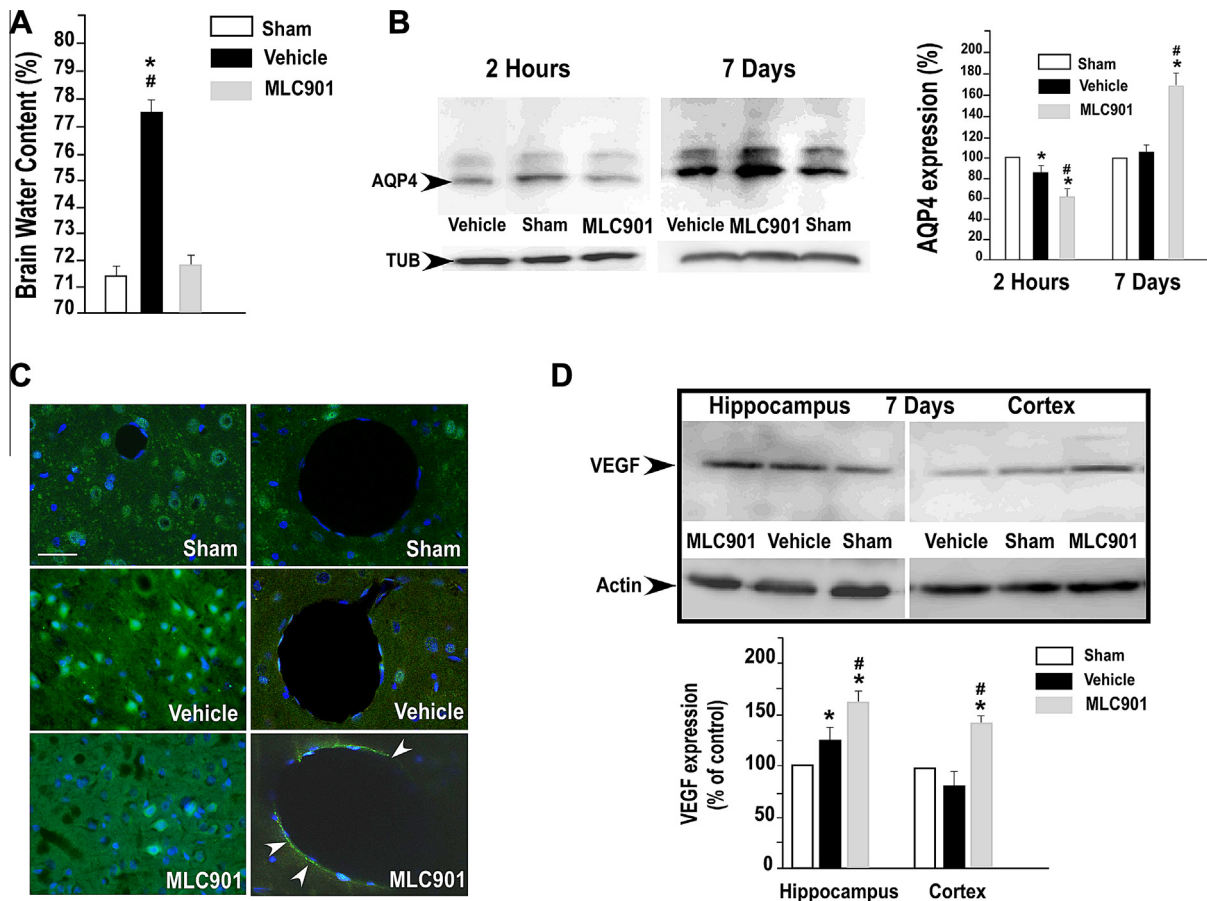 A
Sham
Vehicle
MLC901
Brain Water Content (%)
80
79
78
77
76
75
74
73
72
71
70
*
#
B
2 Hours
7 Days
AQP4
Vehicle
Sham
MLC901
Vehicle
MLC901
Sham
TUB
AQP4 expression (%)
200
180
160
140
120
100
80
60
40
20
0
Sham
Vehicle
MLC901
*
#
*
#
*
2 Hours
7 Days
C
Sham
Sham
Vehicle
Vehicle
MLC901
MLC901
D
Hippocampus
7 Days
Cortex
VEGF
MLC901
Vehicle
Sham
Vehicle
Sham
MLC901
Actin
VEGF expression
(% of control)
200
150
100
50
0
*
#
*
#
*
Sham
Vehicle
MLC901
Hippocampus
Cortex